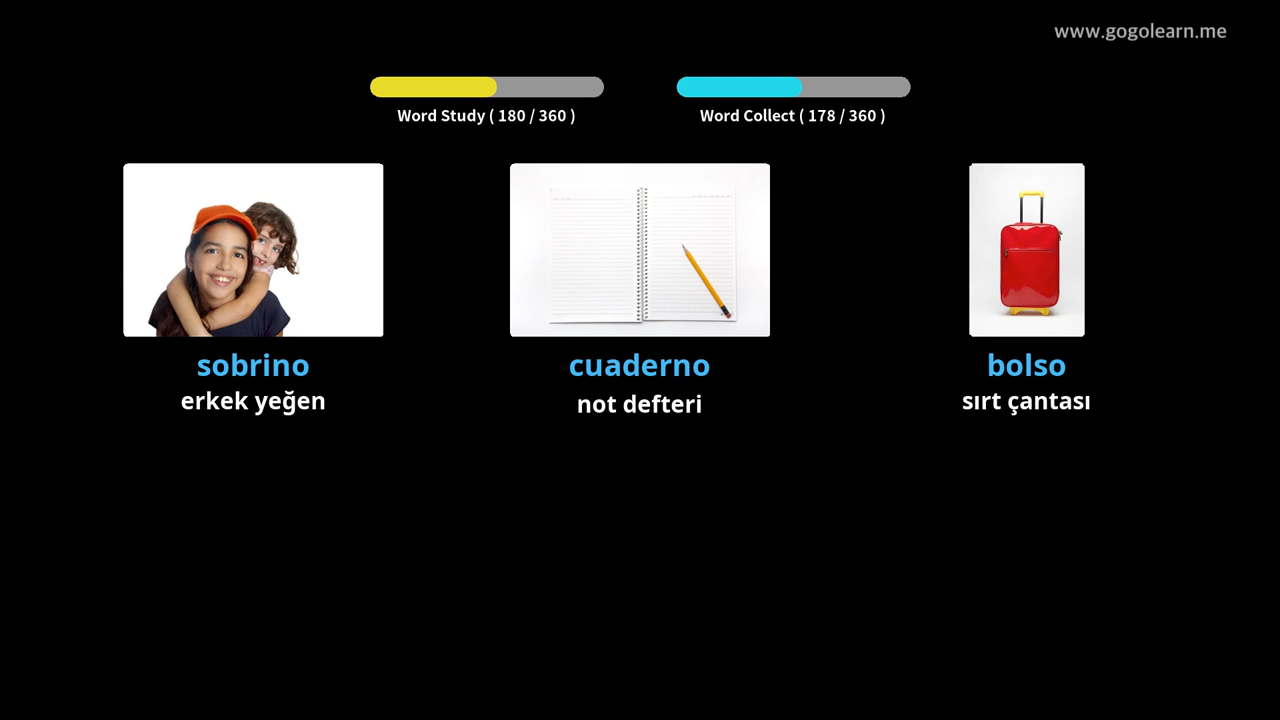 www.gogolearn.me
Word Study ( 180 / 360 )
Word Collect ( 178 / 360 )
sobrino
erkek yeğen
cuaderno
not defteri
bolso
sırt çantası